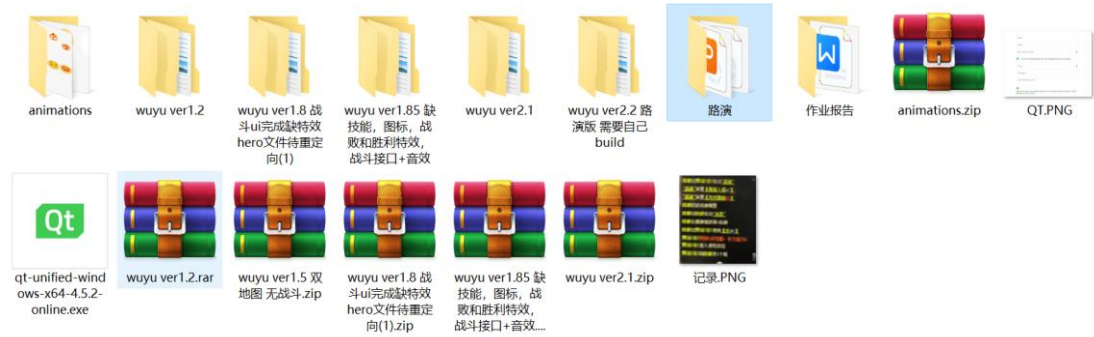 animations
wuyu ver1.2
wuyu ver1.8 战
斗ui完成缺特效
hero文件待重定
向(1)
wuyu ver1.85 缺
技能，图标，战
败和胜利特效，
战斗接口+音效
wuyu ver2.1
wuyu ver2.2 路
演版 需要自己
build
路演
作业报告
animations.zip
QT.PNG
qt-unified-wind
ows-x64-4.5.2-
online.exe
wuyu ver1.2.rar
wuyu ver1.5 双
地图 无战斗.zip
wuyu ver1.8 战
斗ui完成缺特效
hero文件待重定
向(1).zip
wuyu ver1.85 缺
技能，图标，战
败和胜利特效，
战斗接口+音效....
wuyu ver2.1.zip
记录.PNG
P
W
Qt